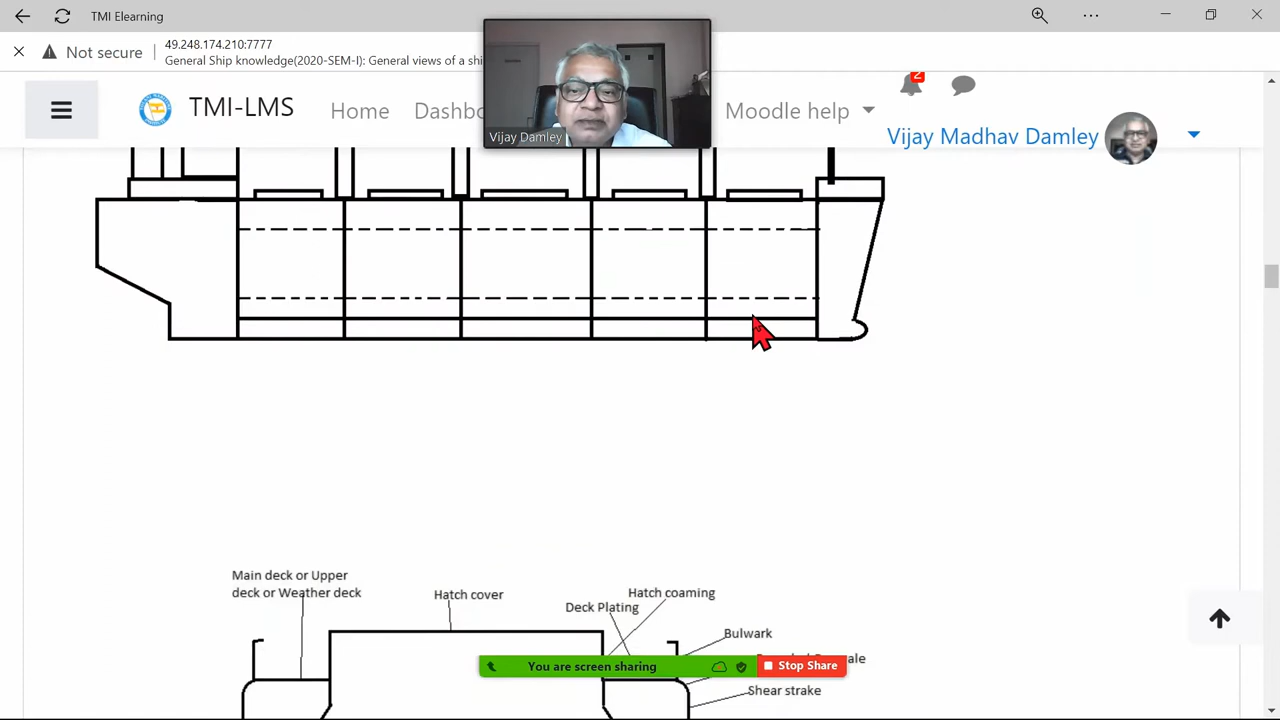 TMI Elearning
Not secure
49.248.174.210:7777
General Ship knowledge(2020-SEM-I): General views of a shi
TMI-LMS
Home
Dashbo
Moodle help
2
Vijay Madhav Damley
Vijay Damley
Main deck or Upper
deck or Weather deck
Hatch cover
Hatch coaming
Deck Plating
Bulwark
ale
Shear strake
You are screen sharing
Stop Share